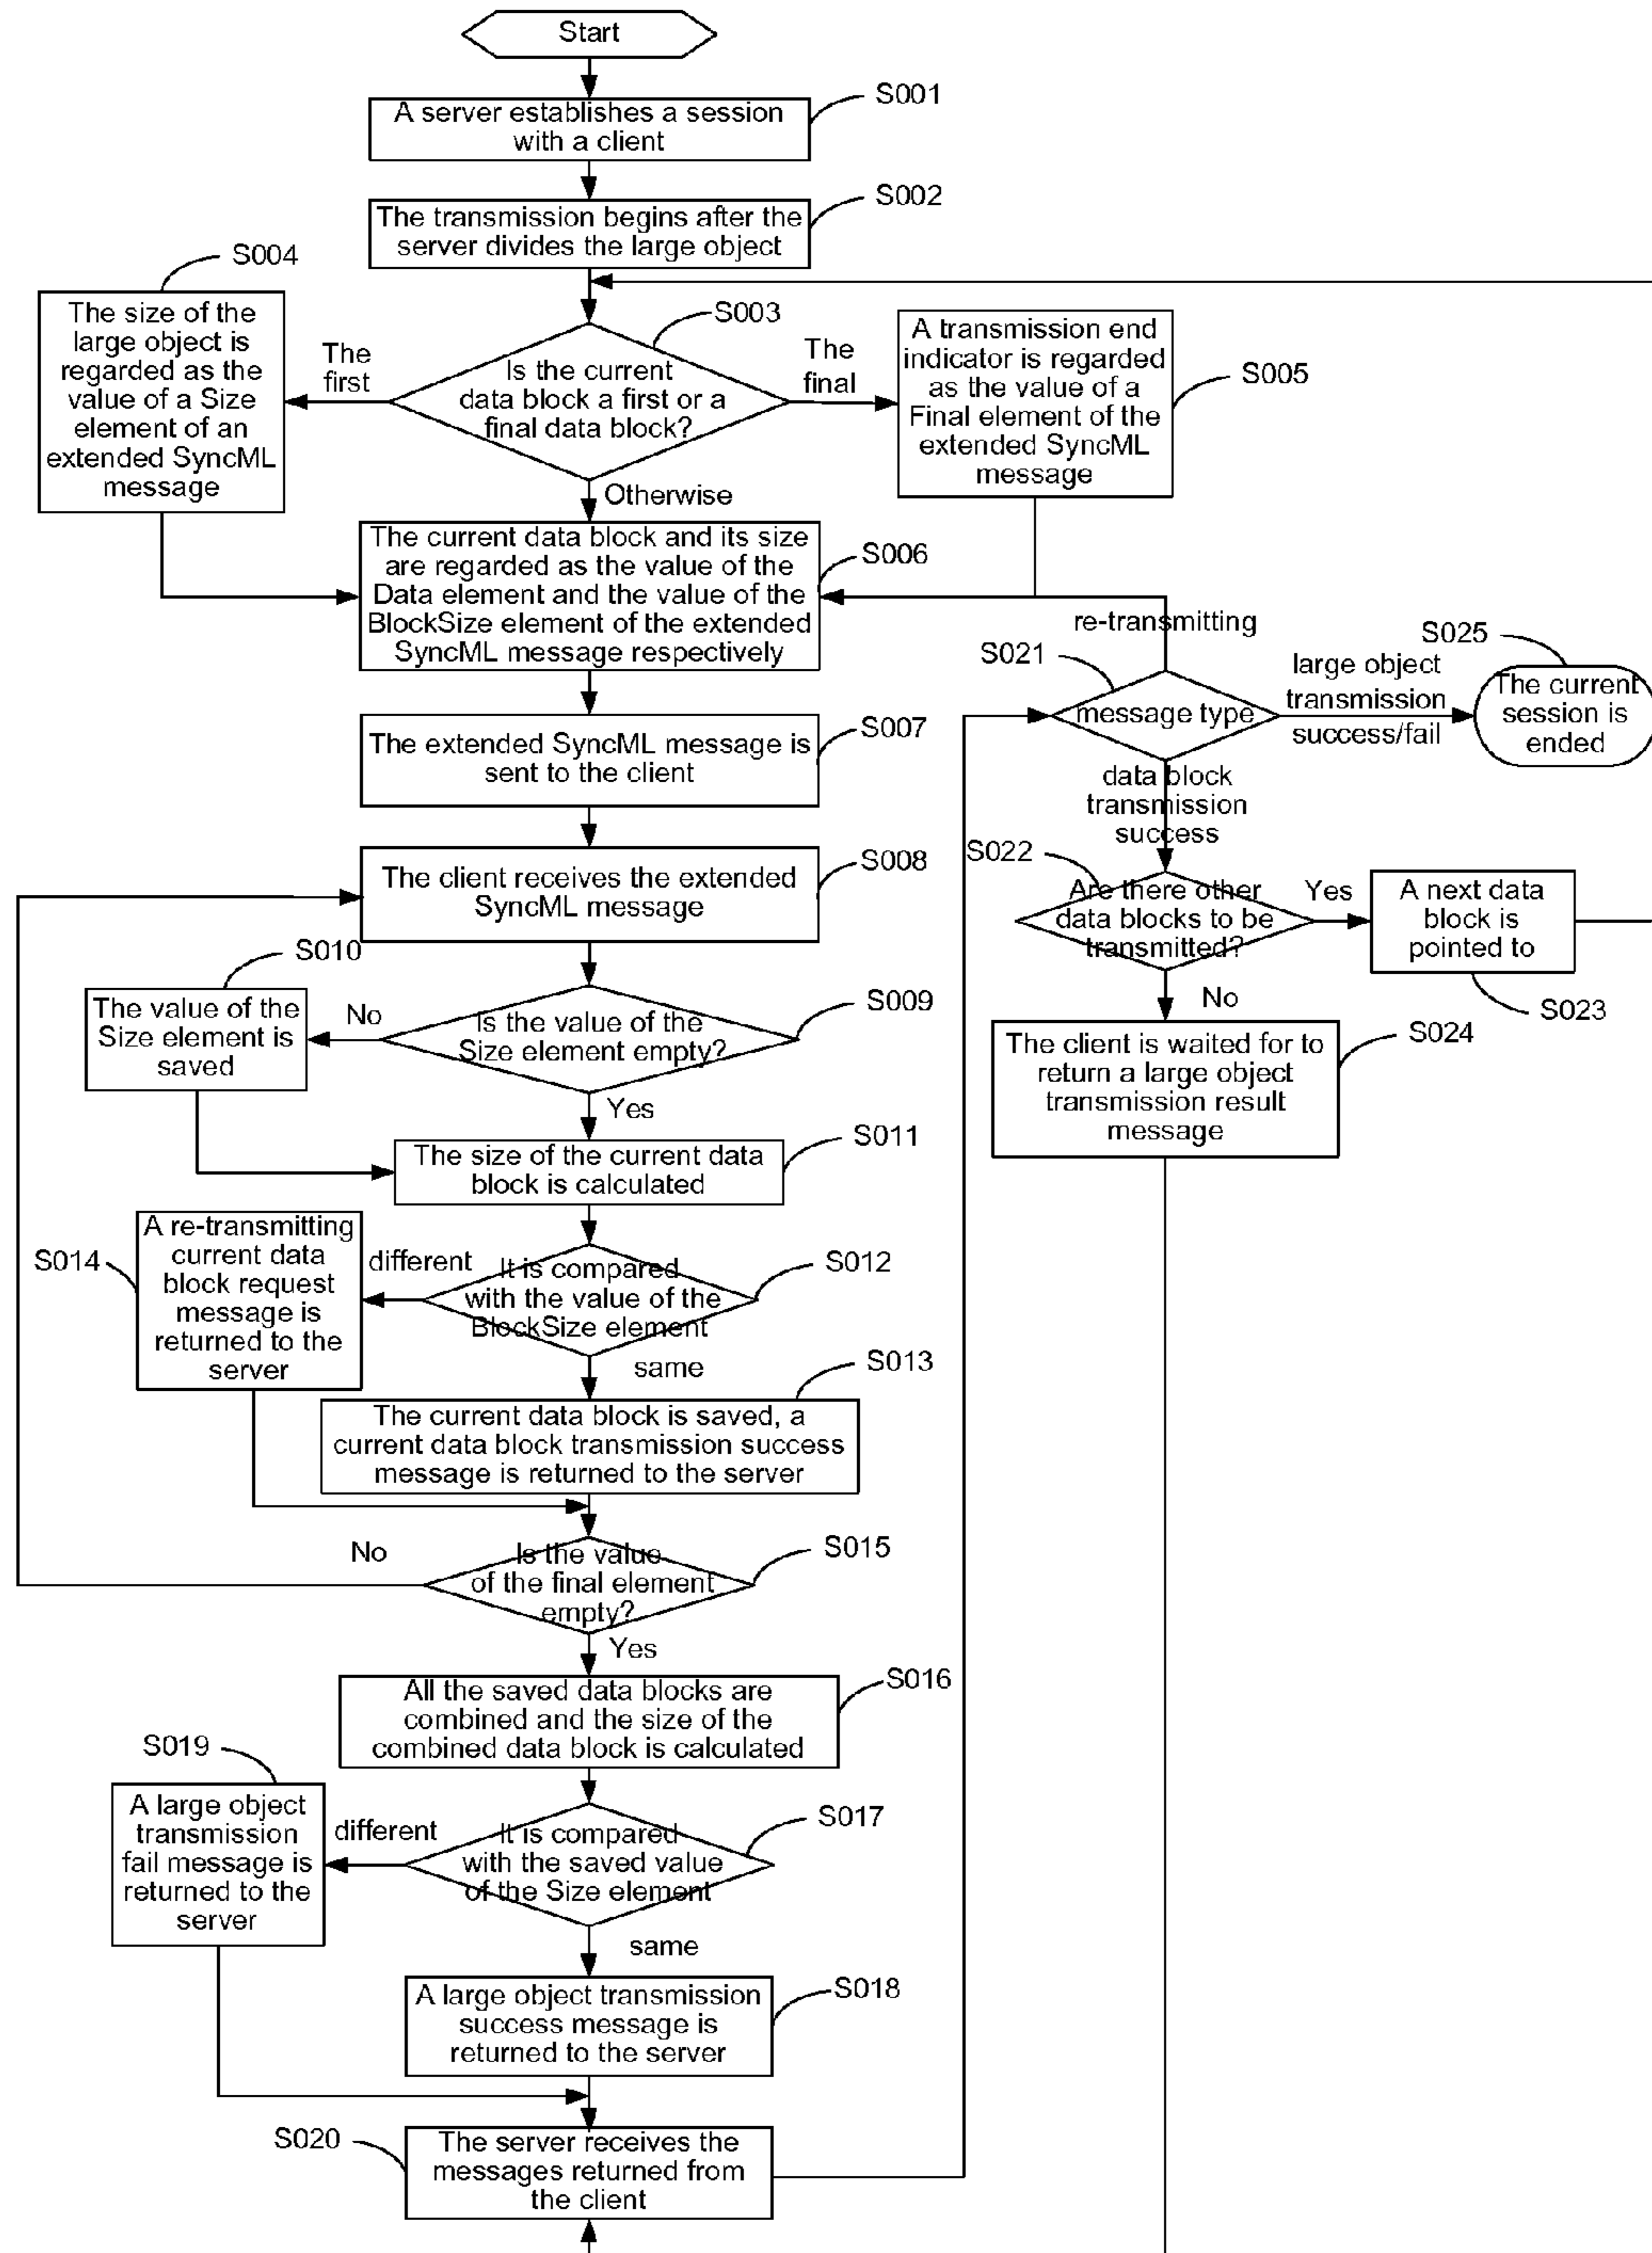 Start
S001
A server establishes a session
with a client
S002
The transmission begins after the
server divides the large object
S004
The size of the
large object is
regarded as the
value of a Size
element of an
extended SyncML
message
The
first
S003
Is the current
data block a first or a
final data block?
The
final
A transmission end
indicator is regarded
as the value of a
Final element of the
extended SyncML
message
S005
Otherwise
The current data block and its size
are regarded as the value of the
Data element and the value of the
BlockSize element of the extended
SyncML message respectively
S006
re-transmitting
S021
message type
large object
transmission
success/fail
S025
The current
session is
ended
The extended SyncML message is
sent to the client
S007
data block
transmission
success
S022
Are there other
data blocks to be
transmitted?
Yes
A next data
block is
pointed to
S023
No
The client is waited for to
return a large object
transmission result
message
S024
The client receives the extended
SyncML message
S008
S010
The value of the
Size element is
saved
No
Is the value of the
Size element empty?
S009
Yes
The size of the current data
block is calculated
S011
S014
A re-transmitting
current data
block request
message is
returned to the
server
different
It is compared
with the value of the
BlockSize element
S012
same
S013
The current data block is saved, a
current data block transmission success
message is returned to the server
No
Is the value
of the final element
empty?
S015
Yes
All the saved data blocks are
combined and the size of the
combined data block is calculated
S016
S019
A large object
transmission
fail message is
returned to the
server
different
It is compared
with the saved value
of the Size element
S017
same
A large object transmission
success message is
returned to the server
S018
S020
The server receives the
messages returned from
the client